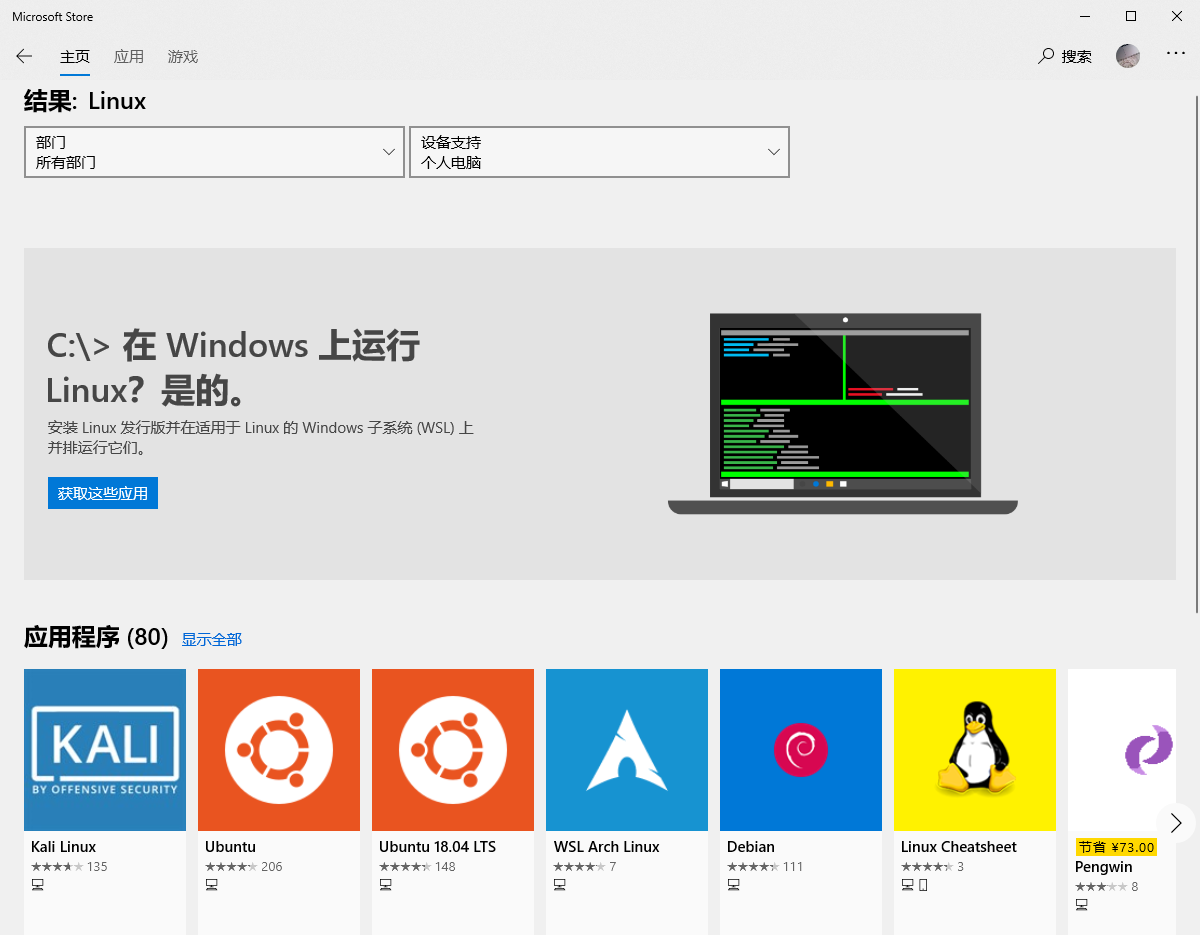 Microsoft Store
主页 应用 游戏 搜索
结果: Linux
部门
所有部门
设备支持
个人电脑
C:\> 在 Windows 上运行
Linux？是的。
安装 Linux 发行版并在适用于 Linux 的 Windows 子系统 (WSL) 上
并排运行它们。
获取这些应用
应用程序 (80) 显示全部
KALI
BY OFFENSIVE SECURITY
Kali Linux
135
Ubuntu
206
Ubuntu 18.04 LTS
148
WSL Arch Linux
7
Debian
111
Linux Cheatsheet
3
节省 ¥73.00
Pengwin
8